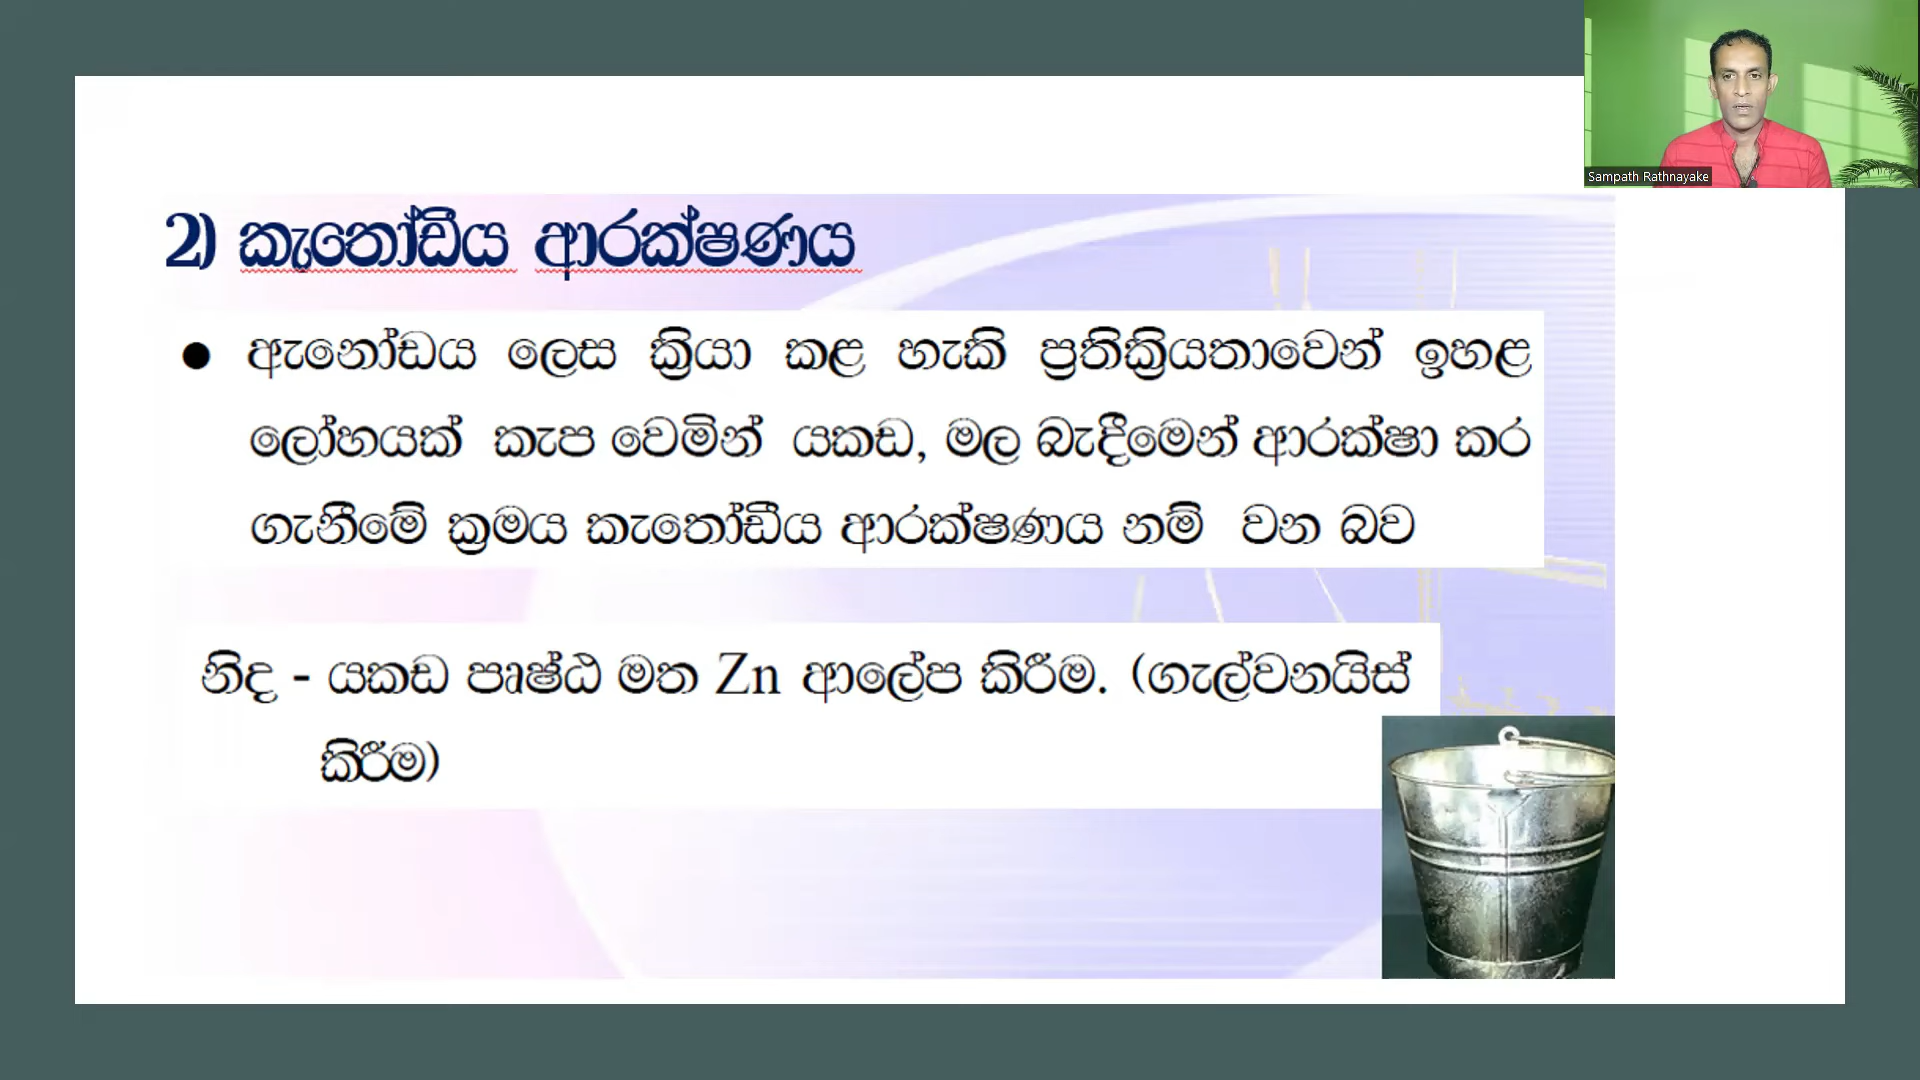 Sampath Rathnayake
2) කැතෝඩීය ආරක්ෂණය
● ඇනෝඩය ලෙස ක්‍රියා කළ හැකි ප්‍රතික්‍රියතාවෙන් ඉහළ
ලෝහයක් කැප වෙමින් යකඩ, මල බැදීමෙන් ආරක්ෂා කර
ගැනීමේ ක්‍රමය කැතෝඩීය ආරක්ෂණය නම් වන බව
නිද - යකඩ පෘෂ්ඨ මත Zn ආලේප කිරීම. (ගැල්වනයිස්
කිරීම)